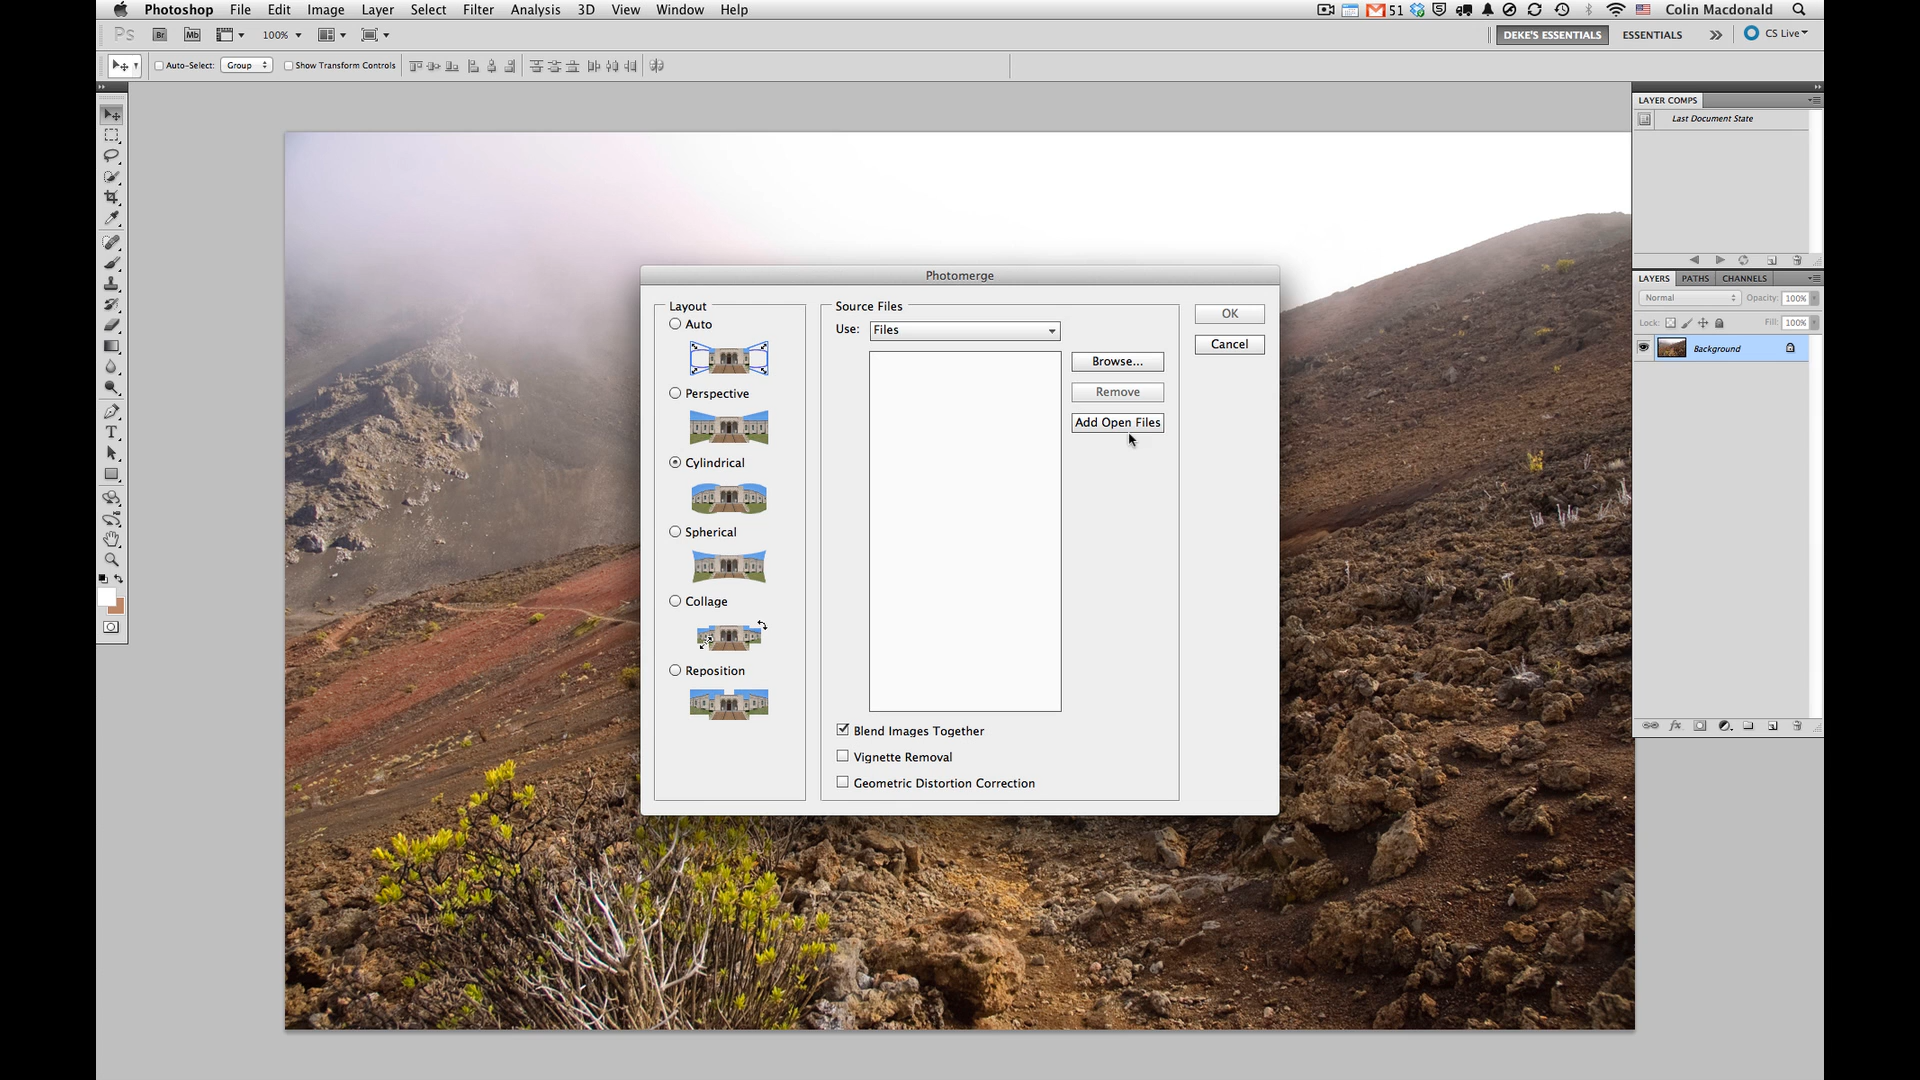 Photoshop File Edit Image Layer Select Filter Analysis 3D View Window Help 51 Colin Macdonald
Ps Br Mb 100% DEKE'S ESSENTIALS ESSENTIALS CS Live
Auto-Select: Group Show Transform Controls
LAYER COMPS
Last Document State
LAYERS PATHS CHANNELS
Normal Opacity: 100%
Lock: Fill: 100%
Background
Photomerge
Layout
Auto
Perspective
Cylindrical
Spherical
Collage
Reposition
Source Files
Use: Files
Browse...
Remove
Add Open Files
OK
Cancel
Blend Images Together
Vignette Removal
Geometric Distortion Correction